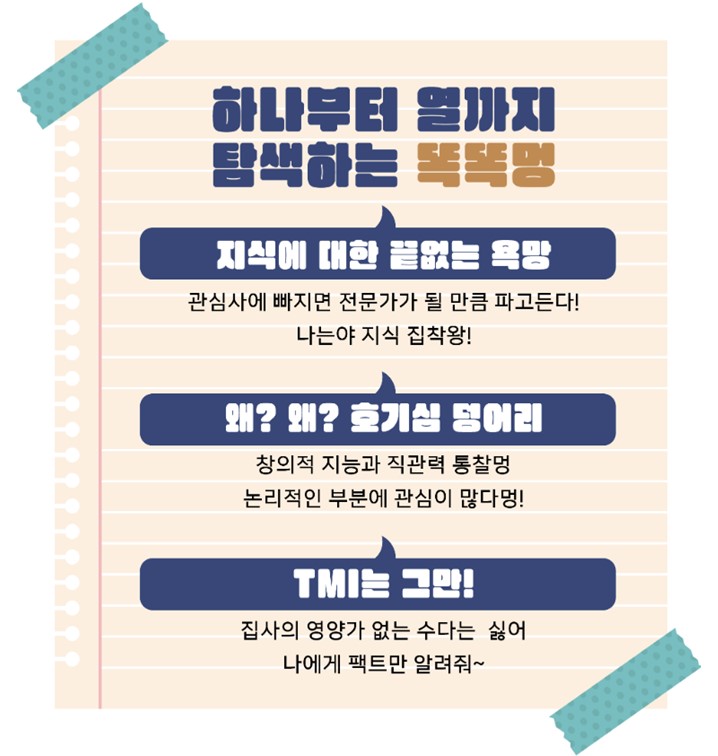 하나부터 열까지
탐색하는 똑똑멍
지식에 대한 끝없는 욕망
관심사에 빠지면 전문가가 될 만큼 파고든다!
나는야 지식 집착왕!
왜? 왜? 호기심 덩어리
창의적 지능과 직관력 통찰멍
논리적인 부분에 관심이 많다멍!
TMI는 그만!
집사의 영양가 없는 수다는 싫어
나에게 팩트만 알려줘~